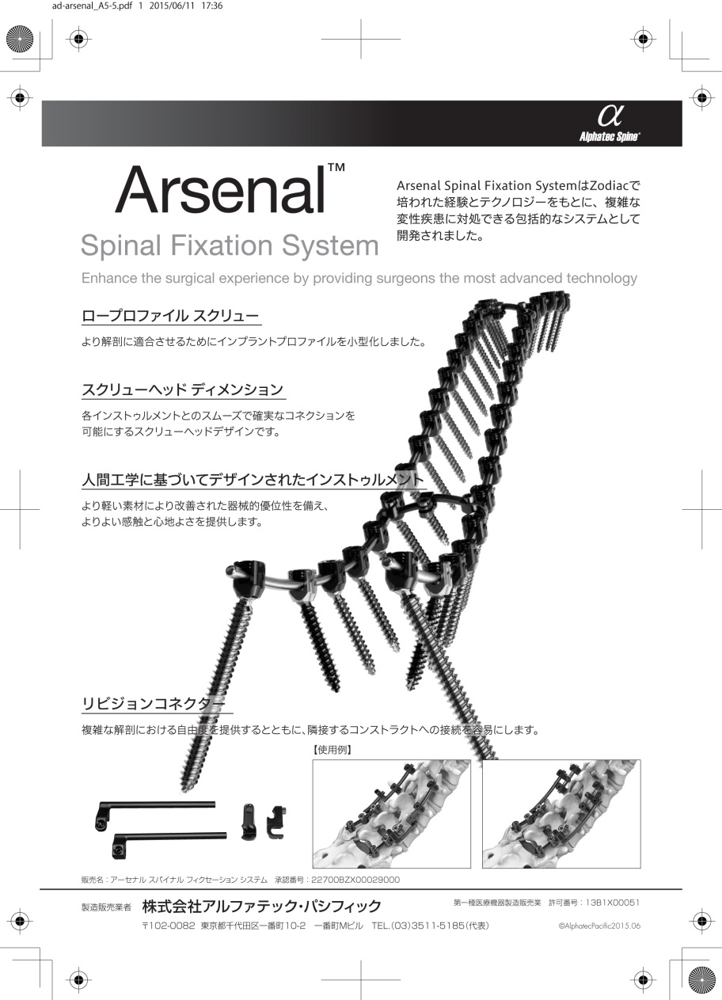 ad-arsenal_A5-5.pdf 1 2015/06/11 17:36
α
Alphatec Spine®
Arsenal™
Spinal Fixation System
Arsenal Spinal Fixation SystemはZodiacで
培われた経験とテクノロジーをもとに、複雑な
変性疾患に対処できる包括的なシステムとして
開発されました。
Enhance the surgical experience by providing surgeons the most advanced technology
ロープロファイル スクリュー
より解剖に適合させるためにインプラントプロファイルを小型化しました。
スクリューヘッド ディメンション
各インストゥルメントとのスムーズで確実なコネクションを
可能にするスクリューヘッドデザインです。
人間工学に基づいてデザインされたインストゥルメント
より軽い素材により改善された器械的優位性を備え、
よりよい感触と心地よさを提供します。
リビジョンコネクター
複雑な解剖における自由度を提供するとともに、隣接するコンストラクトへの接続を容易にします。
【使用例】
販売名：アーセナル スパイナル フィクセーション システム 承認番号：22700BZX00029000
製造販売業者 株式会社アルファテック・パシフィック
第一種医療機器製造販売業 許可番号：13B1X00051
〒102-0082 東京都千代田区一番町10-2 一番町Mビル TEL.(03)3511-5185(代表)
©AlphatecPacific2015.06